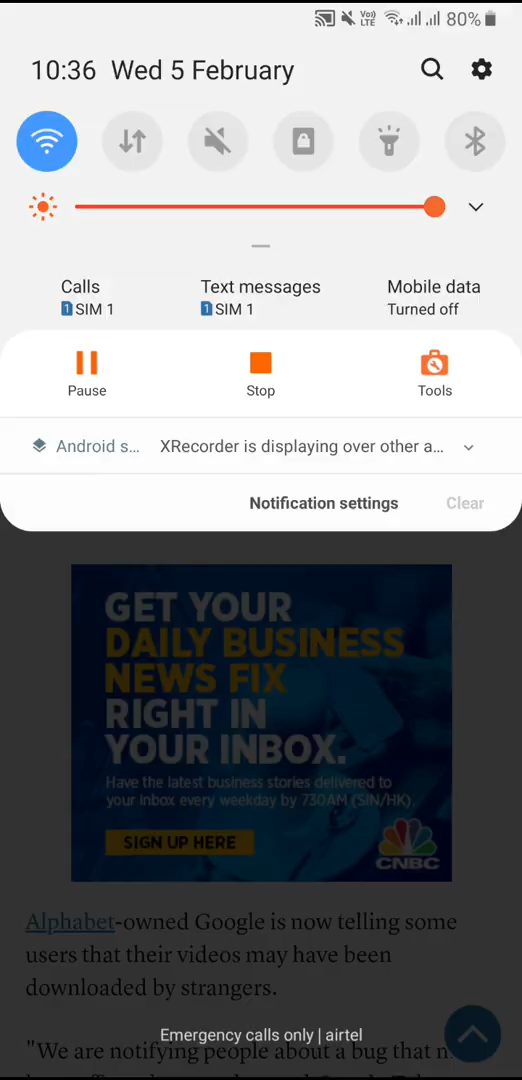 Vo)) LTE 80%
10:36 Wed 5 February
Calls Text messages Mobile data
1 SIM 1 1 SIM 1 Turned off
Pause Stop Tools
Android s... XRecorder is displaying over other a...
Notification settings Clear
GET YOUR
DAILY BUSINESS
NEWS FIX
RIGHT IN
YOUR INBOX.
Have the latest business stories delivered to
your inbox every weekday by 730AM (SIN/HK).
SIGN UP HERE
CNBC
Alphabet-owned Google is now telling some
users that their videos may have been
downloaded by strangers.
Emergency calls only | airtel
"We are notifying people about a bug that